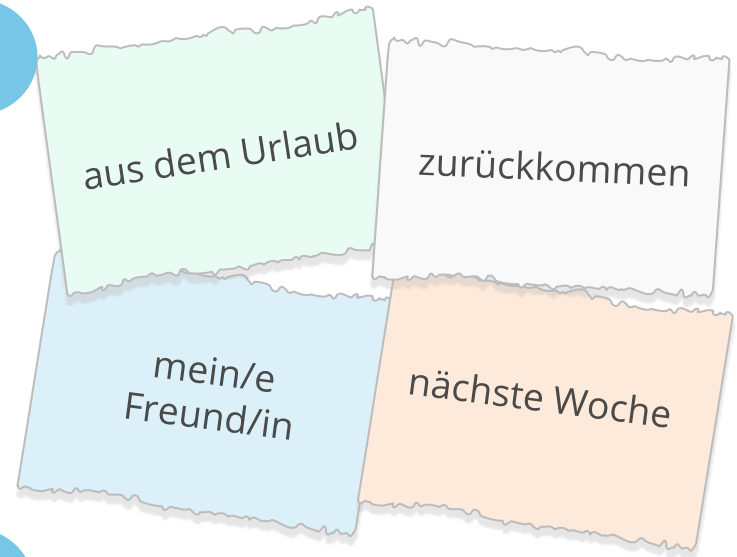 aus dem Urlaub
zurückkommen
mein/e
Freund/in
nächste Woche